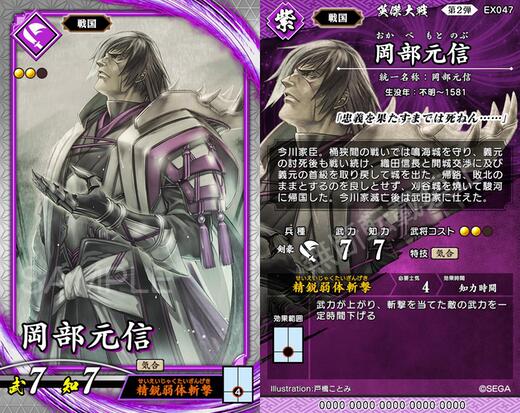 戦国
岡部元信
気合
武7 知7
せいえいじゃくたいざんげき
精鋭弱体斬撃
4
SAMPLE
紫
戦国
英傑大戦
第2弾
EX047
おかべ もとのぶ
岡部元信
統一名称:岡部元信
生没年:不明~1581
「忠義を果たすまでは死ねん……」
今川家臣。桶狭間の戦いでは鳴海城を守り、義元
の討死後も戦い続け、織田信長と開城交渉に及び
義元の首級を取り戻して城を出た。帰路、敗北の
ままとするのを良しとせず、刈谷城を焼いて駿河
に帰国した。今川家滅亡後は武田家に仕えた。
兵種 武力 知力 武将コスト
剣豪 7 7 特技 気合
せいえいじゃくたいざんげき 必要士気 効果時間
精鋭弱体斬撃 4 知力時間
効果範囲
武力が上がり、斬撃を当てた敵の武力を一
定時間下げる
Illustration:戸橋ことみ
©SEGA
0000 0000 0000 0000 0000